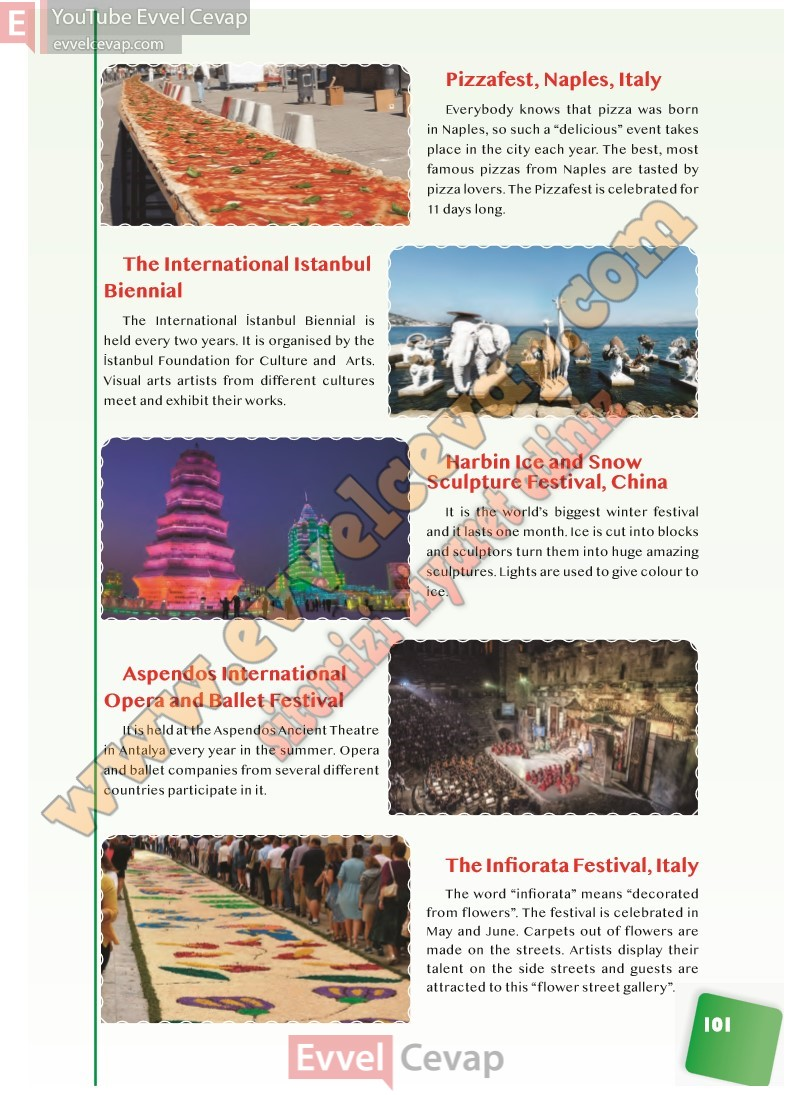 YouTube Evvel Cevap
E
evvelcevap.com
Pizzafest, Naples, Italy
Everybody knows that pizza was born
in Naples, so such a “delicious” event takes
place in the city each year. The best, most
famous pizzas from Naples are tasted by
pizza lovers. The Pizzafest is celebrated for
11 days long.
The International Istanbul
Biennial
The International İstanbul Biennial is
held every two years. It is organised by the
İstanbul Foundation for Culture and Arts.
Visual arts artists from different cultures
meet and exhibit their works.
Harbin Ice and Snow
Sculpture Festival, China
It is the world’s biggest winter festival
and it lasts one month. Ice is cut into blocks
and sculptors turn them into huge amazing
sculptures. Lights are used to give colour to
ice.
Aspendos International
Opera and Ballet Festival
It is held at the Aspendos Ancient Theatre
in Antalya every year in the summer. Opera
and ballet companies from several different
countries participate in it.
The Infiorata Festival, Italy
The word “infiorata” means “decorated
from flowers”. The festival is celebrated in
May and June. Carpets out of flowers are
made on the streets. Artists display their
talent on the side streets and guests are
attracted to this “flower street gallery”.
www.evvelcevap.com
sitemizi ziyaret ediniz
101
Evvel Cevap